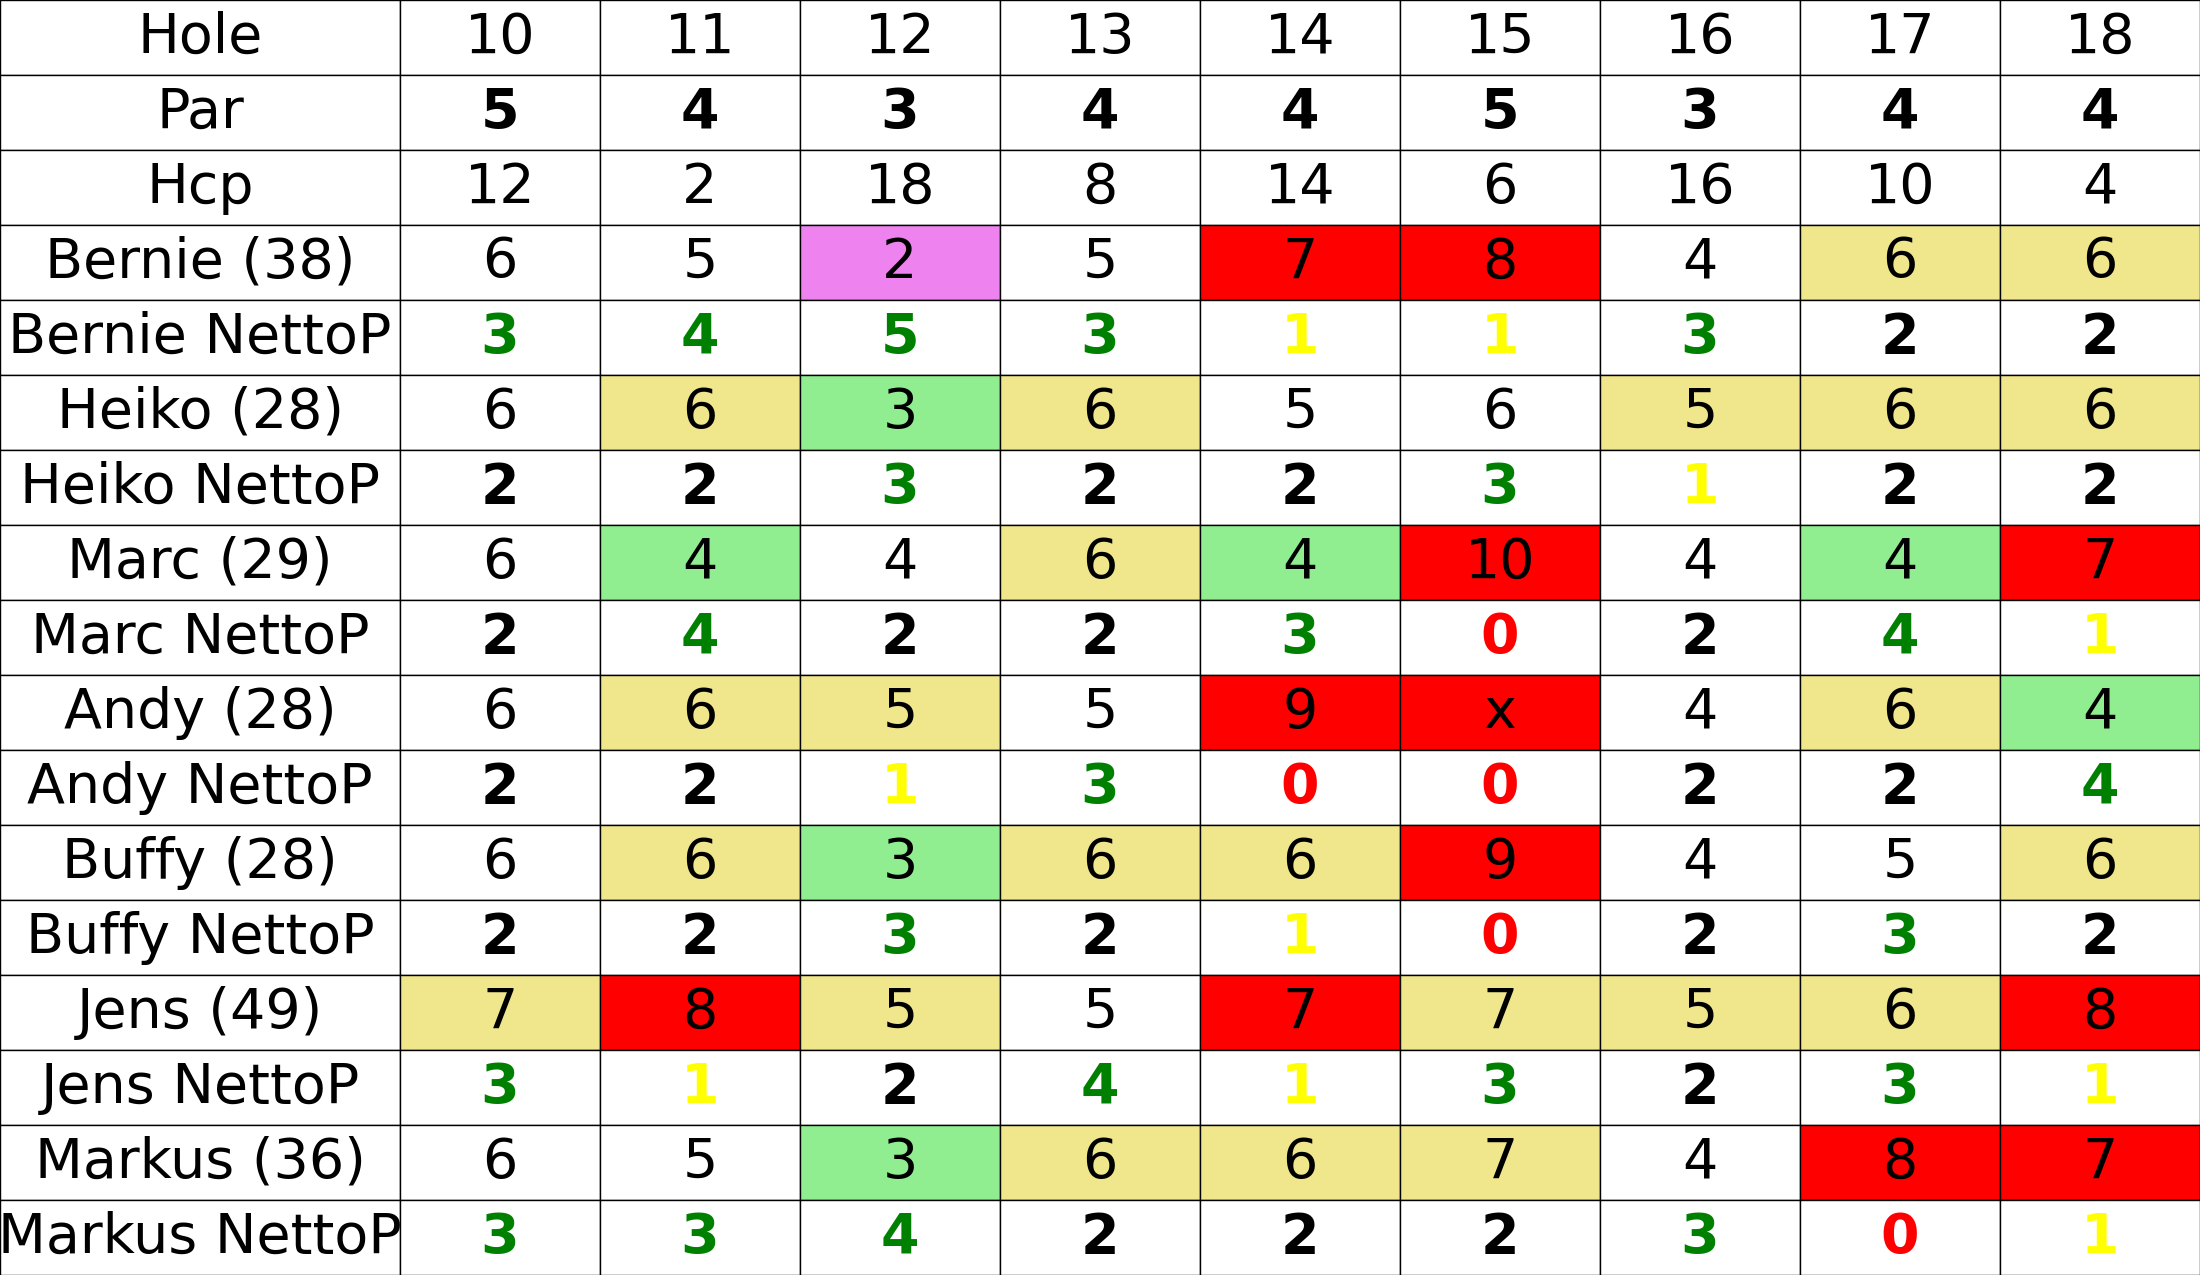 Hole 10 11 12 13 14 15 16 17 18
Par 5 4 3 4 4 5 3 4 4
Hcp 12 2 18 8 14 6 16 10 4
Bernie (38) 6 5 2 5 7 8 4 6 6
Bernie NettoP 3 4 5 3 1 1 3 2 2
Heiko (28) 6 6 3 6 5 6 5 6 6
Heiko NettoP 2 2 3 2 2 3 1 2 2
Marc (29) 6 4 4 6 4 10 4 4 7
Marc NettoP 2 4 2 2 3 0 2 4 1
Andy (28) 6 6 5 5 9 x 4 6 4
Andy NettoP 2 2 1 3 0 0 2 2 4
Buffy (28) 6 6 3 6 6 9 4 5 6
Buffy NettoP 2 2 3 2 1 0 2 3 2
Jens (49) 7 8 5 5 7 7 5 6 8
Jens NettoP 3 1 2 4 1 3 2 3 1
Markus (36) 6 5 3 6 6 7 4 8 7
Markus NettoP 3 3 4 2 2 2 3 0 1